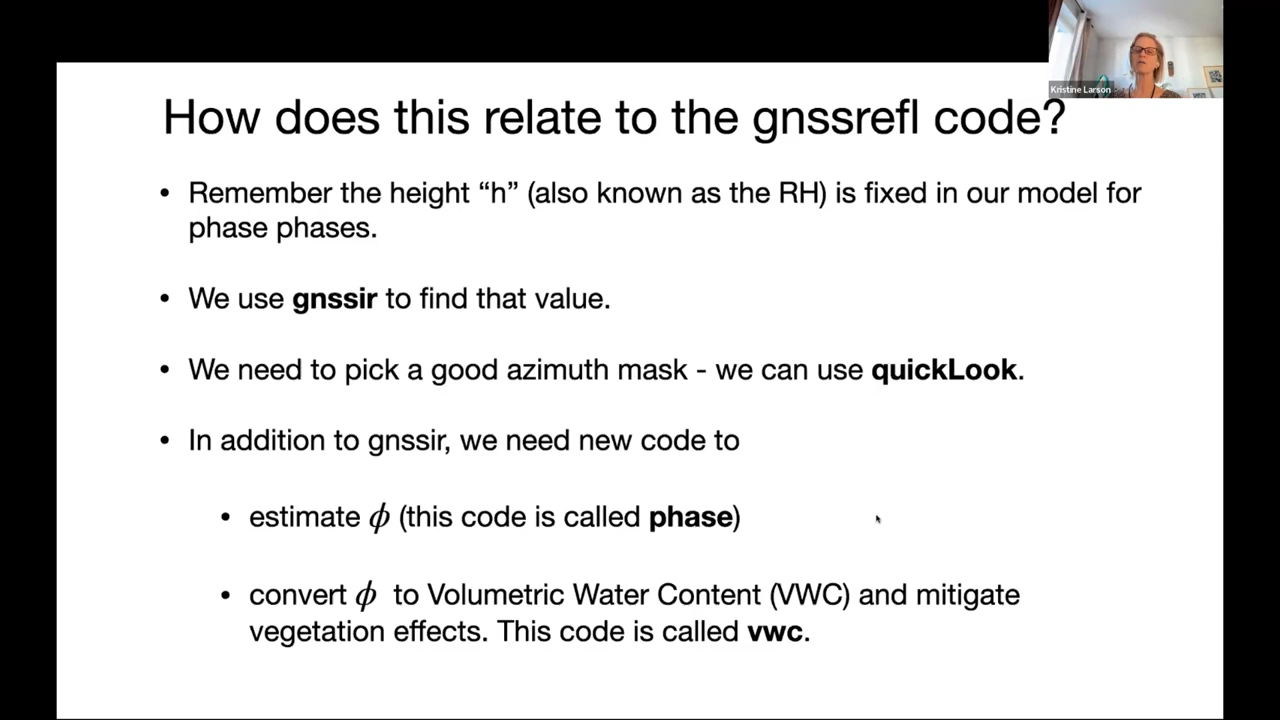 Kristine Larson
How does this relate to the gnssrefl code?
• Remember the height “h” (also known as the RH) is fixed in our model for
phase phases.
• We use gnssir to find that value.
• We need to pick a good azimuth mask - we can use quickLook.
• In addition to gnssir, we need new code to
• estimate ϕ (this code is called phase)
• convert ϕ to Volumetric Water Content (VWC) and mitigate
vegetation effects. This code is called vwc.